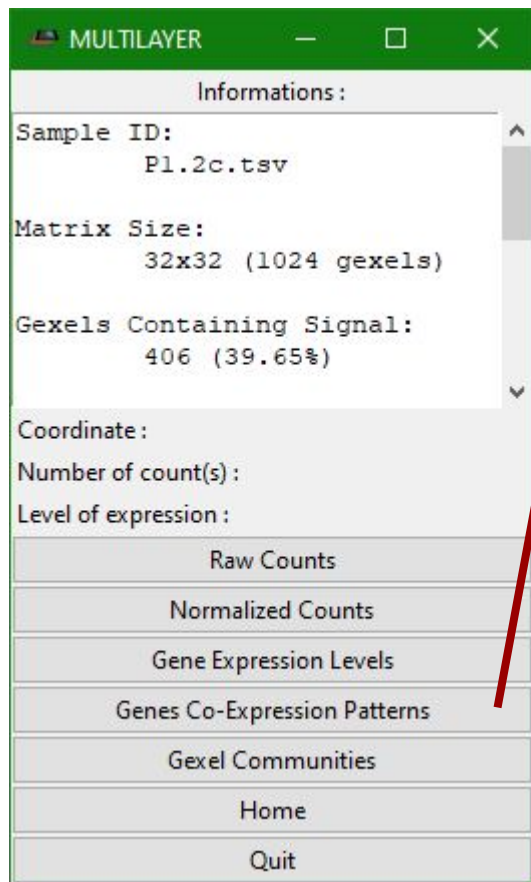 MULTILAYER
Informations :
Sample ID:
P1.2c.tsv
Matrix Size:
32x32 (1024 gexels)
Gexels Containing Signal:
406 (39.65%)
Coordinate :
Number of count(s) :
Level of expression :
Raw Counts
Normalized Counts
Gene Expression Levels
Genes Co-Expression Patterns
Gexel Communities
Home
Quit